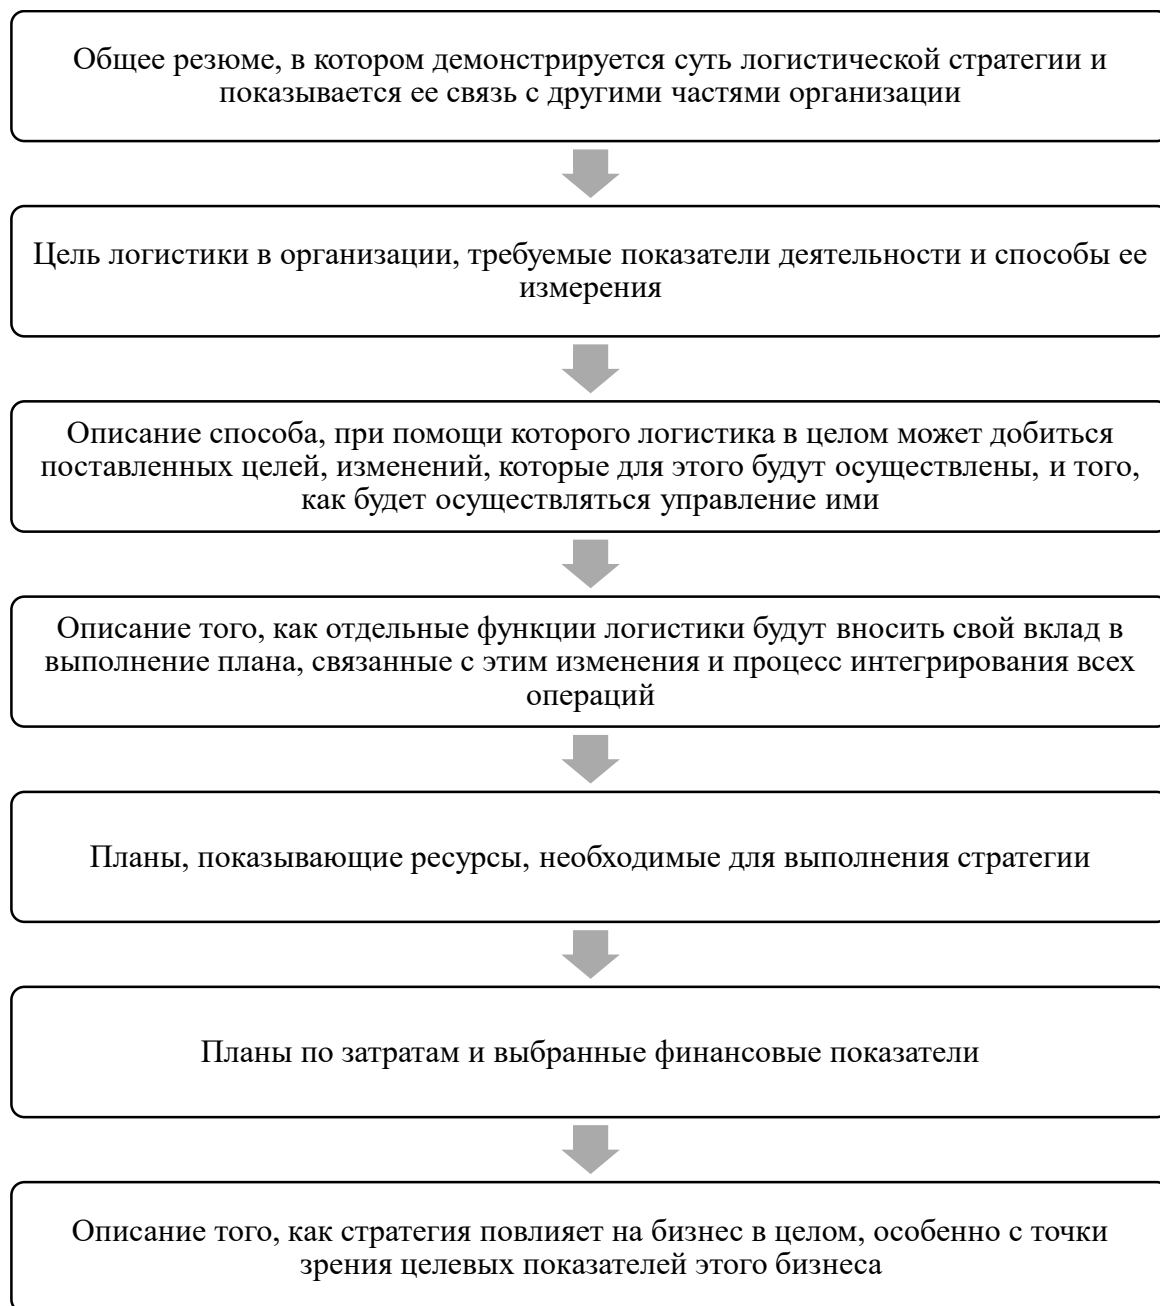 Общее резюме, в котором демонстрируется суть логистической стратегии и
показывается ее связь с другими частями организации
Цель логистики в организации, требуемые показатели деятельности и способы ее
измерения
Описание способа, при помощи которого логистика в целом может добиться
поставленных целей, изменений, которые для этого будут осуществлены, и того,
как будет осуществляться управление ими
Описание того, как отдельные функции логистики будут вносить свой вклад в
выполнение плана, связанные с этим изменения и процесс интегрирования всех
операций
Планы, показывающие ресурсы, необходимые для выполнения стратегии
Планы по затратам и выбранные финансовые показатели
Описание того, как стратегия повлияет на бизнес в целом, особенно с точки
зрения целевых показателей этого бизнеса